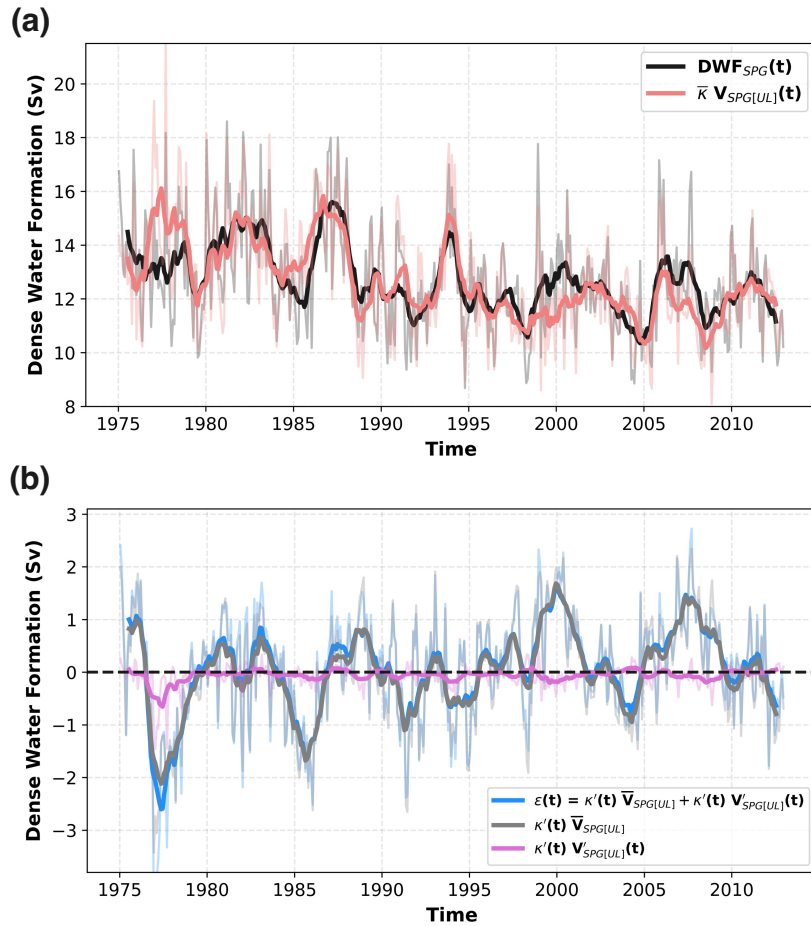 (a)
DWF_SPG(t)
κ̅ V_SPG[UL](t)
Dense Water Formation (Sv)
20
18
16
14
12
10
8
1975 1980 1985 1990 1995 2000 2005 2010
Time
(b)
Dense Water Formation (Sv)
3
2
1
0
−1
−2
−3
ε(t) = κ′(t) V̅_SPG[UL] + κ′(t) V′_SPG[UL](t)
κ′(t) V̅_SPG[UL]
κ′(t) V′_SPG[UL](t)
1975 1980 1985 1990 1995 2000 2005 2010
Time